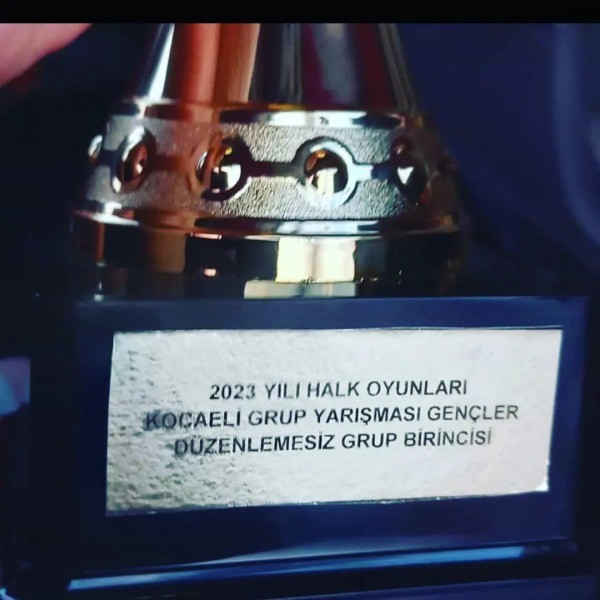 2023 YILI HALK OYUNLARI
KOCAELİ GRUP YARIŞMASI GENÇLER
DÜZENLEMESİZ GRUP BİRİNCİSİ